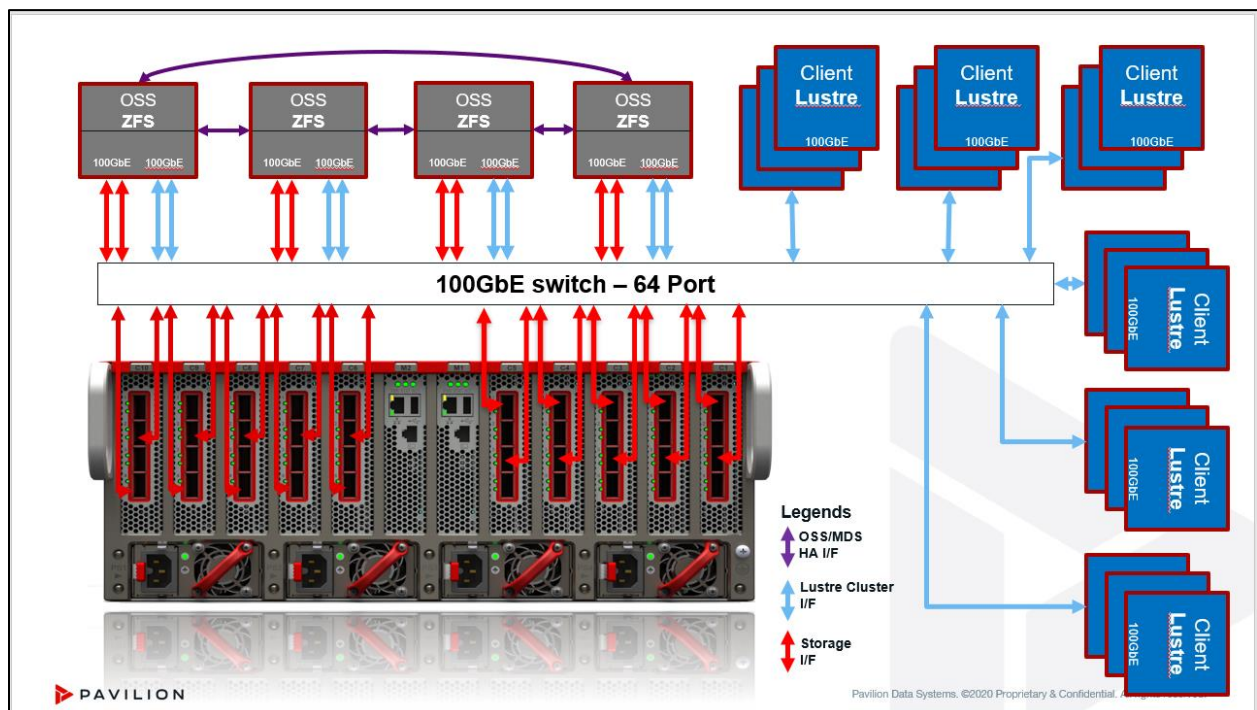 OSS
ZFS
100GbE 100GbE
OSS
ZFS
100GbE 100GbE
OSS
ZFS
100GbE 100GbE
OSS
ZFS
100GbE 100GbE
Client
Lustre
100GbE
Client
Lustre
100GbE
Client
Lustre
100GbE
100GbE switch – 64 Port
Client
Lustre
100GbE
Client
Lustre
100GbE
Client
Lustre
100GbE
Legends
OSS/MDS
HA I/F
Lustre Cluster
I/F
Storage
I/F
PAVILION
Pavilion Data Systems. ©2020 Proprietary & Confidential.